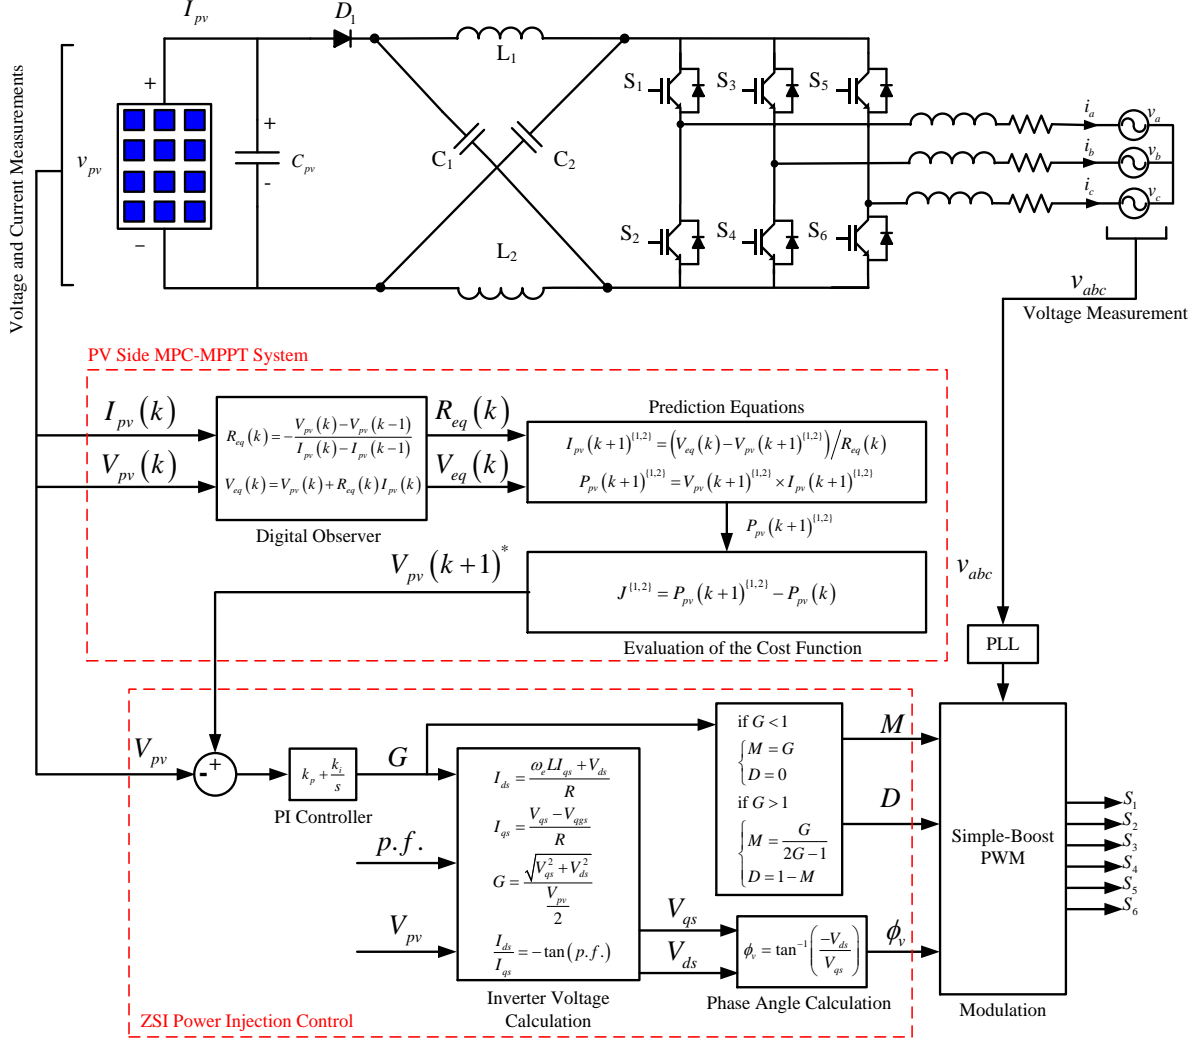 I_pv
D_1
L_1
+
S_1
S_3
S_5
i_a
v_a
Voltage and Current Measurements
v_pv
+
C_pv
-
C_1
C_2
i_b
v_b
i_c
v_c
−
L_2
S_2
S_4
S_6
v_abc
Voltage Measurement
PV Side MPC-MPPT System
I_pv(k)
R_eq(k)
Prediction Equations
R_eq(k) = −(V_pv(k)−V_pv(k−1))/(I_pv(k)−I_pv(k−1))
I_pv(k+1)^{1,2} = (V_eq(k)−V_pv(k+1)^{1,2})/R_eq(k)
V_pv(k)
V_eq(k)
V_eq(k) = V_pv(k)+R_eq(k)I_pv(k)
P_pv(k+1)^{1,2} = V_pv(k+1)^{1,2} × I_pv(k+1)^{1,2}
Digital Observer
P_pv(k+1)^{1,2}
V_pv(k+1)^*
v_abc
J^{1,2} = P_pv(k+1)^{1,2} − P_pv(k)
Evaluation of the Cost Function
PLL
V_pv
-
+
k_p + k_i/s
PI Controller
G
I_ds = (ω_e L I_qs + V_ds)/R
I_qs = (V_qs − V_qgs)/R
G = √(V_qs^2 + V_ds^2)/(V_pv/2)
I_ds/I_qs = −tan(p.f.)
p.f.
V_pv
Inverter Voltage
Calculation
if G < 1
{M = G
D = 0
if G > 1
{M = G/(2G−1)
D = 1 − M
M
D
V_qs
V_ds
ϕ_v = tan^−1(−V_ds/V_qs)
Phase Angle Calculation
ϕ_v
Simple-Boost
PWM
Modulation
S_1
S_2
S_3
S_4
S_5
S_6
ZSI Power Injection Control